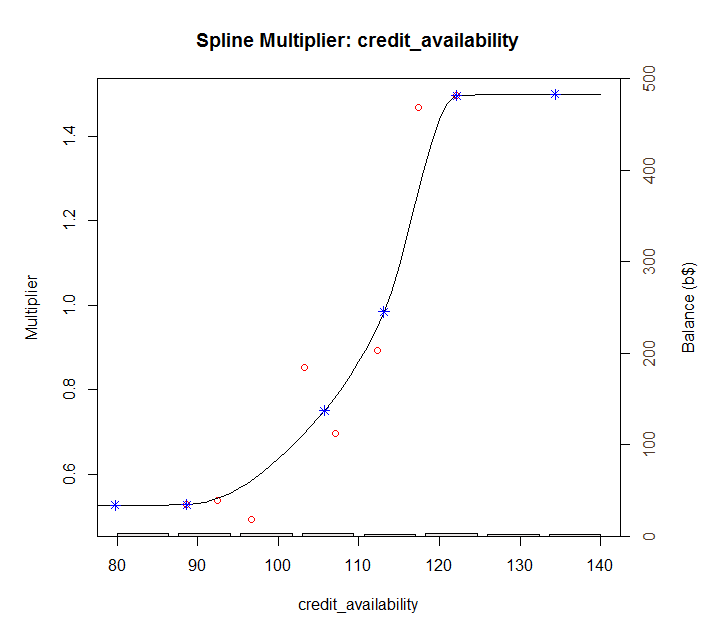 Spline Multiplier: credit_availability
Multiplier
0.6 0.8 1.0 1.2 1.4
0 100 200 300 400 500
Balance (b$)
80 90 100 110 120 130 140
credit_availability